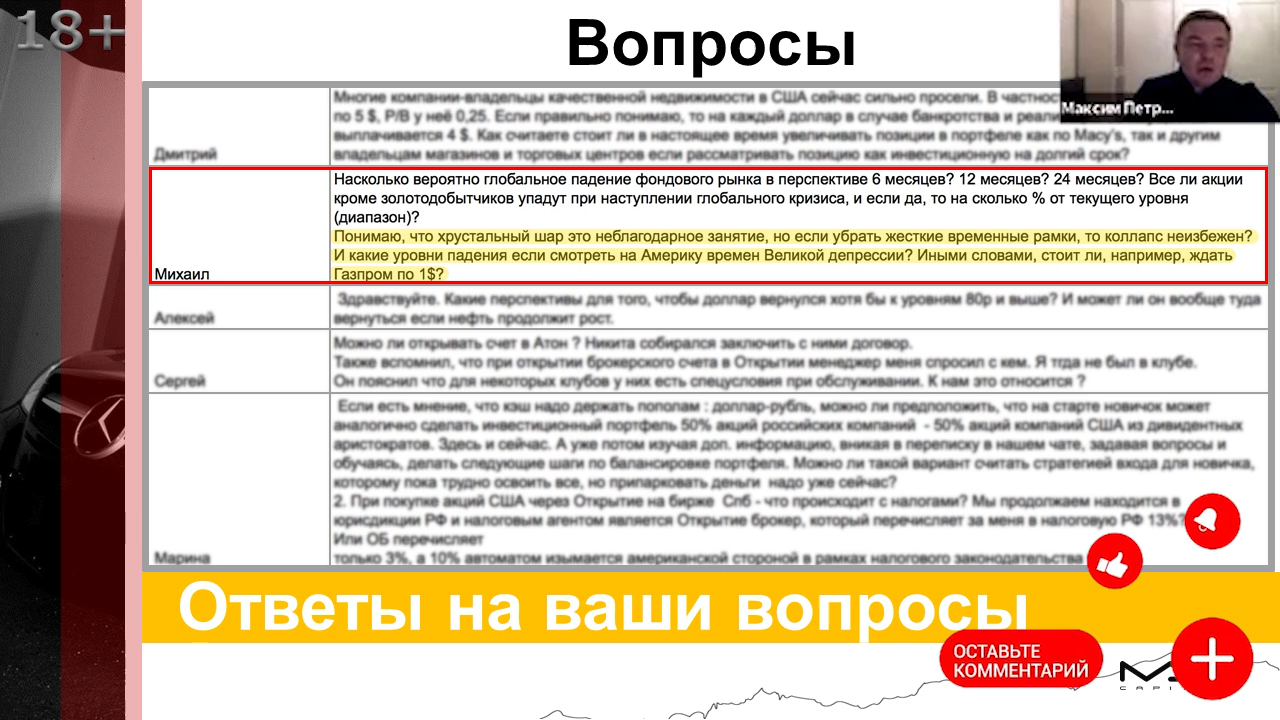 18+
Вопросы
Максим Петр...
Многие компании-владельцы качественной недвижимости в США сейчас сильно просели. В частнос
по 5 $, P/B у неё 0,25. Если правильно понимаю, то на каждый доллар в случае банкротства и реали
выплачивается 4 $. Как считаете стоит ли в настоящее время увеличивать позиции в портфеле как по Macy's, так и другим
Дмитрий
владельцам магазинов и торговых центров если рассматривать позицию как инвестиционную на долгий срок?
Насколько вероятно глобальное падение фондового рынка в перспективе 6 месяцев? 12 месяцев? 24 месяцев? Все ли акции
кроме золотодобытчиков упадут при наступлении глобального кризиса, и если да, то на сколько % от текущего уровня
(диапазон)?
Понимаю, что хрустальный шар это неблагодарное занятие, но если убрать жесткие временные рамки, то коллапс неизбежен?
И какие уровни падения если смотреть на Америку времен Великой депрессии? Иными словами, стоит ли, например, ждать
Михаил
Газпром по 1$?
Здравствуйте. Какие перспективы для того, чтобы доллар вернулся хотя бы к уровням 80р и выше? И может ли он вообще туда
Алексей
вернуться если нефть продолжит рост.
Можно ли открывать счет в Атон ? Никита собирался заключить с ними договор.
Также вспомнил, что при открытии брокерского счета в Открытии менеджер меня спросил с кем. Я тгда не был в клубе.
Сергей
Он пояснил что для некоторых клубов у них есть спецусловия при обслуживании. К нам это относится ?
Если есть мнение, что кэш надо держать пополам : доллар-рубль, можно ли предположить, что на старте новичок может
аналогично сделать инвестиционный портфель 50% акций российских компаний - 50% акций компаний США из дивидентных
аристократов. Здесь и сейчас. А уже потом изучая доп. информацию, вникая в переписку в нашем чате, задавая вопросы и
обучаясь, делать следующие шаги по балансировке портфеля. Можно ли такой вариант считать стратегией входа для новичка,
которому пока трудно освоить все, но припарковать деньги надо уже сейчас?
2. При покупке акций США через Открытие на бирже Спб - что происходит с налогами? Мы продолжаем находится в
юрисдикции РФ и налоговым агентом является Открытие брокер, который перечисляет за меня в налоговую РФ 13%?
Или ОБ перечисляет
Марина
только 3%, а 10% автоматом изымается американской стороной в рамках налогового законодательства
Ответы на ваши вопросы
ОСТАВЬТЕ
КОММЕНТАРИЙ